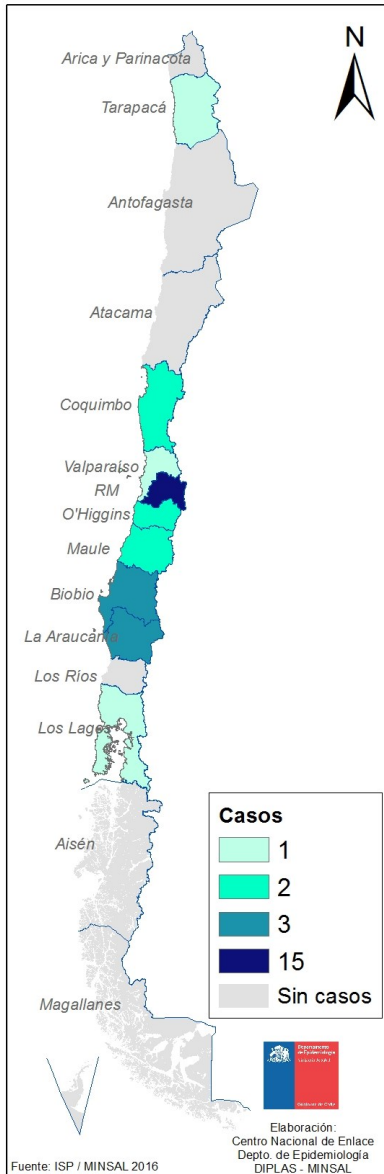 N
Arica y Parinacota
Tarapacá
Antofagasta
Atacama
Coquimbo
Valparaíso
RM
O'Higgins
Maule
Biobio
La Araucanía
Los Ríos
Los Lagos
Aisén
Magallanes
Casos
1
2
3
15
Sin casos
Departamento
de Epidemiología
Elaboración:
Centro Nacional de Enlace
Depto. de Epidemiología
DIPLAS - MINSAL
Fuente: ISP / MINSAL 2016